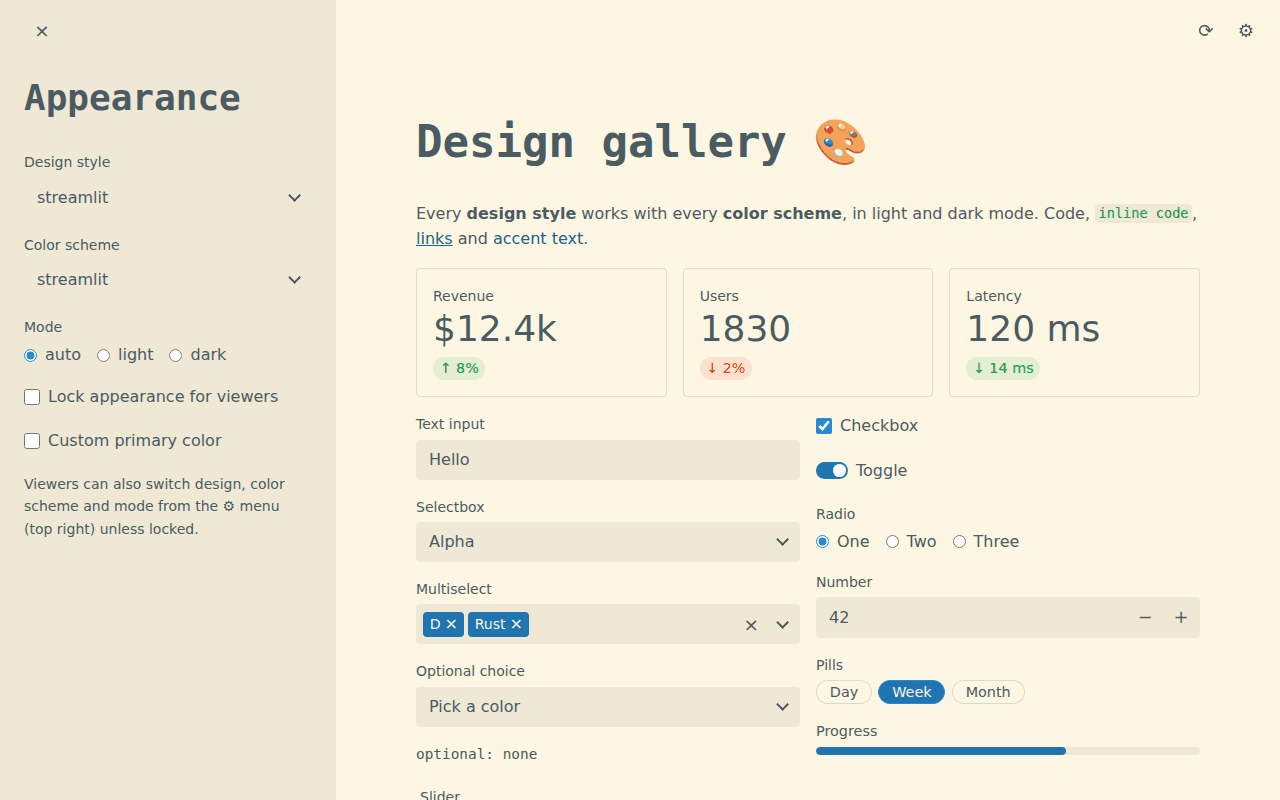 Appearance
Design style
streamlit
Color scheme
streamlit
Mode
auto light dark
Lock appearance for viewers
Custom primary color
Viewers can also switch design, color
scheme and mode from the ⚙ menu
(top right) unless locked.
Design gallery 🎨
Every design style works with every color scheme, in light and dark mode. Code, inline code,
links and accent text.
Revenue
$12.4k
↑ 8%
Users
1830
↓ 2%
Latency
120 ms
↓ 14 ms
Text input
Hello
Selectbox
Alpha
Multiselect
D ✕ Rust ✕
Optional choice
Pick a color
optional: none
Slider
Checkbox
Toggle
Radio
One Two Three
Number
42 − +
Pills
Day Week Month
Progress